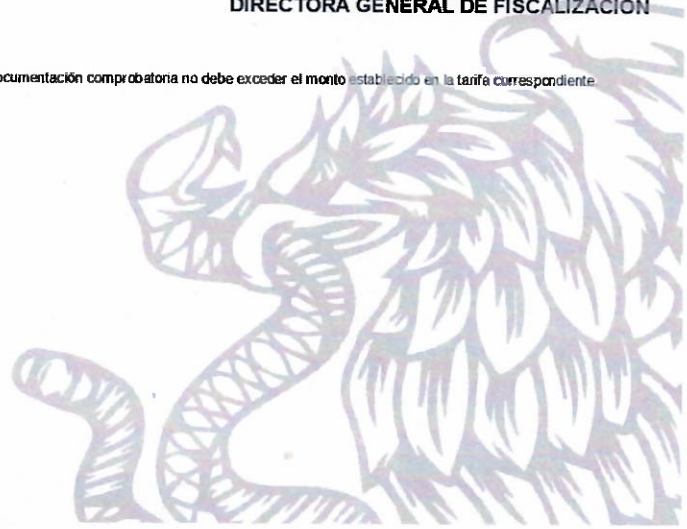 DIRECTORA GENERAL DE FISCALIZACIÓN
ocumentación comprobatoria no debe exceder el monto establecido en la tarifa correspondiente.